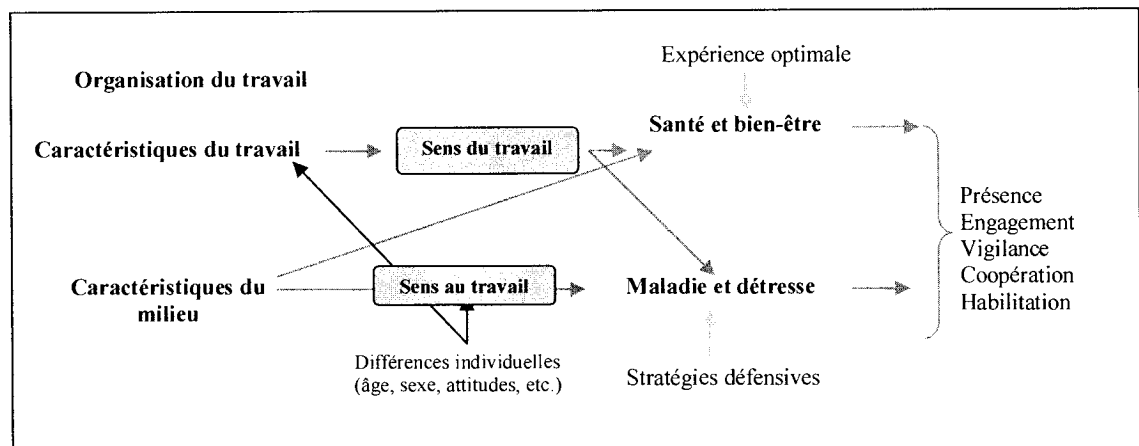 Expérience optimale
Organisation du travail
Santé et bien-être
Caractéristiques du travail
Sens du travail
Présence
Engagement
Vigilance
Coopération
Habilitation
Caractéristiques du
milieu
Sens au travail
Maladie et détresse
Différences individuelles
(âge, sexe, attitudes, etc.)
Stratégies défensives